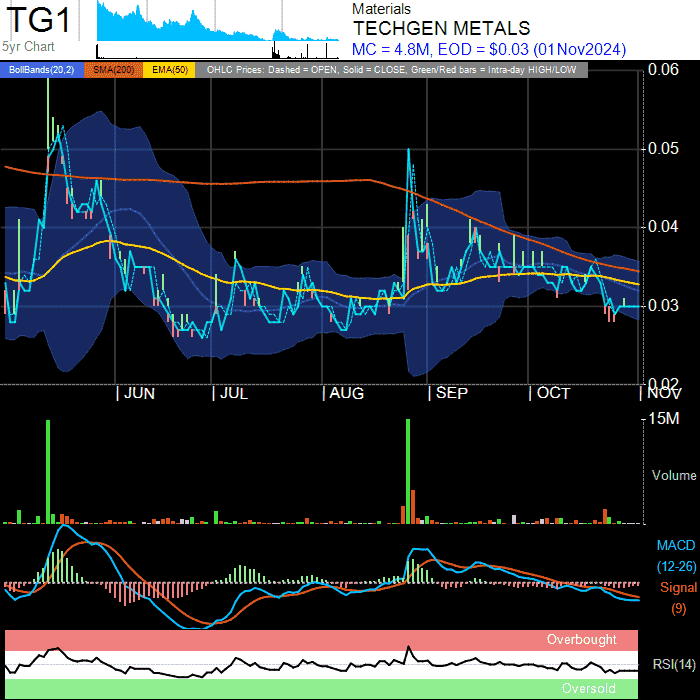 TG1
5yr Chart
Materials
TECHGEN METALS
MC = 4.8M, EOD = $0.03 (01Nov2024)
BollBands(20,2) SMA(200) EMA(50) OHLC Prices: Dashed = OPEN, Solid = CLOSE, Green/Red bars = Intra-day HIGH/LOW
0.06
0.05
0.04
0.03
0.02
JUN JUL AUG SEP OCT NOV
15M
Volume
MACD
(12-26)
Signal
(9)
Overbought
RSI(14)
Oversold